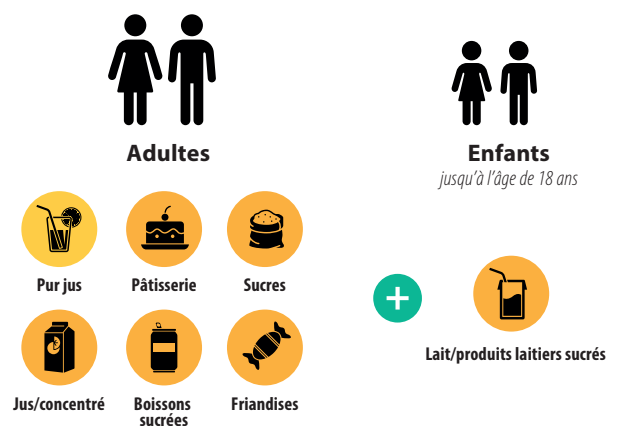 Adultes
Enfants
jusqu'à l'âge de 18 ans
Pur jus
Pâtisserie
Sucres
Lait/produits laitiers sucrés
Jus/concentré
Boissons
sucrées
Friandises